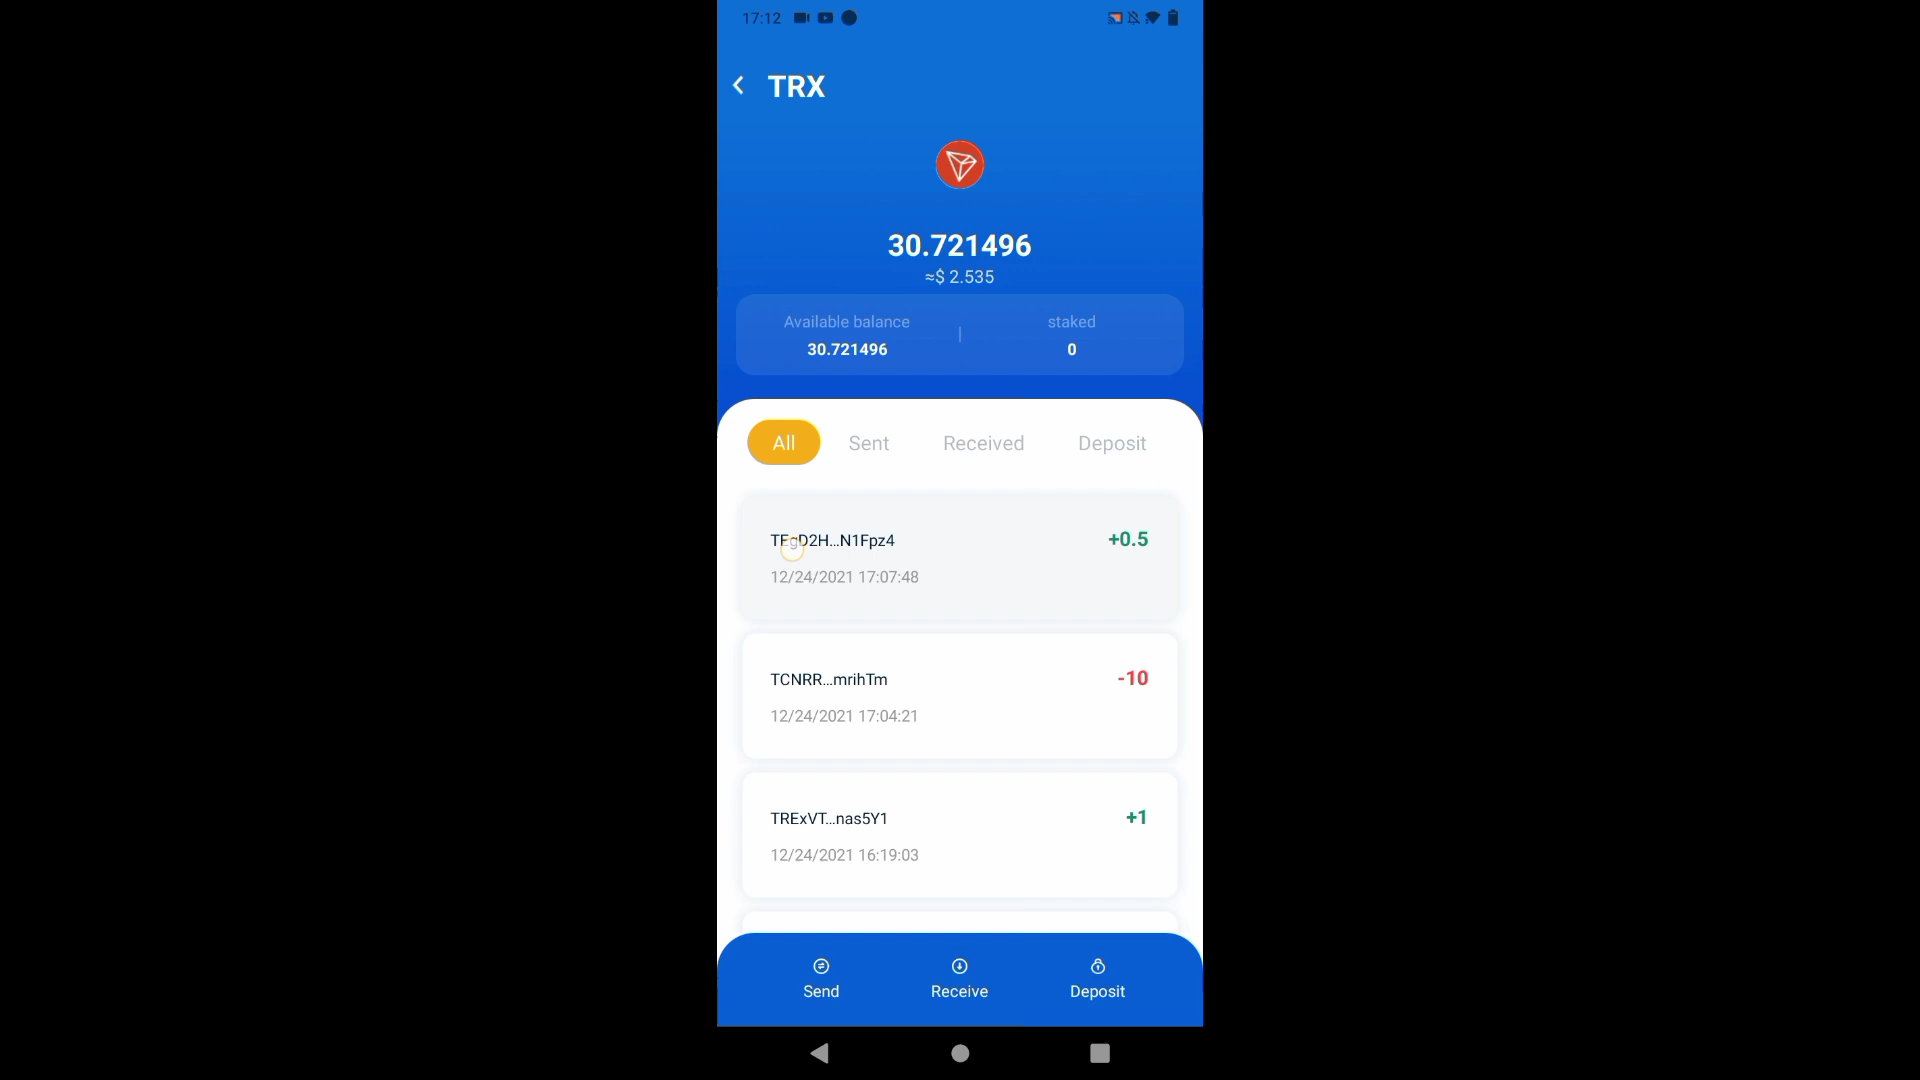 17:12
TRX
30.721496
≈$ 2.535
Available balance
30.721496
staked
0
All Sent Received Deposit
TEgD2H...N1Fpz4 +0.5
12/24/2021 17:07:48
TCNRR...mrihTm -10
12/24/2021 17:04:21
TRExVT...nas5Y1 +1
12/24/2021 16:19:03
Send Receive Deposit